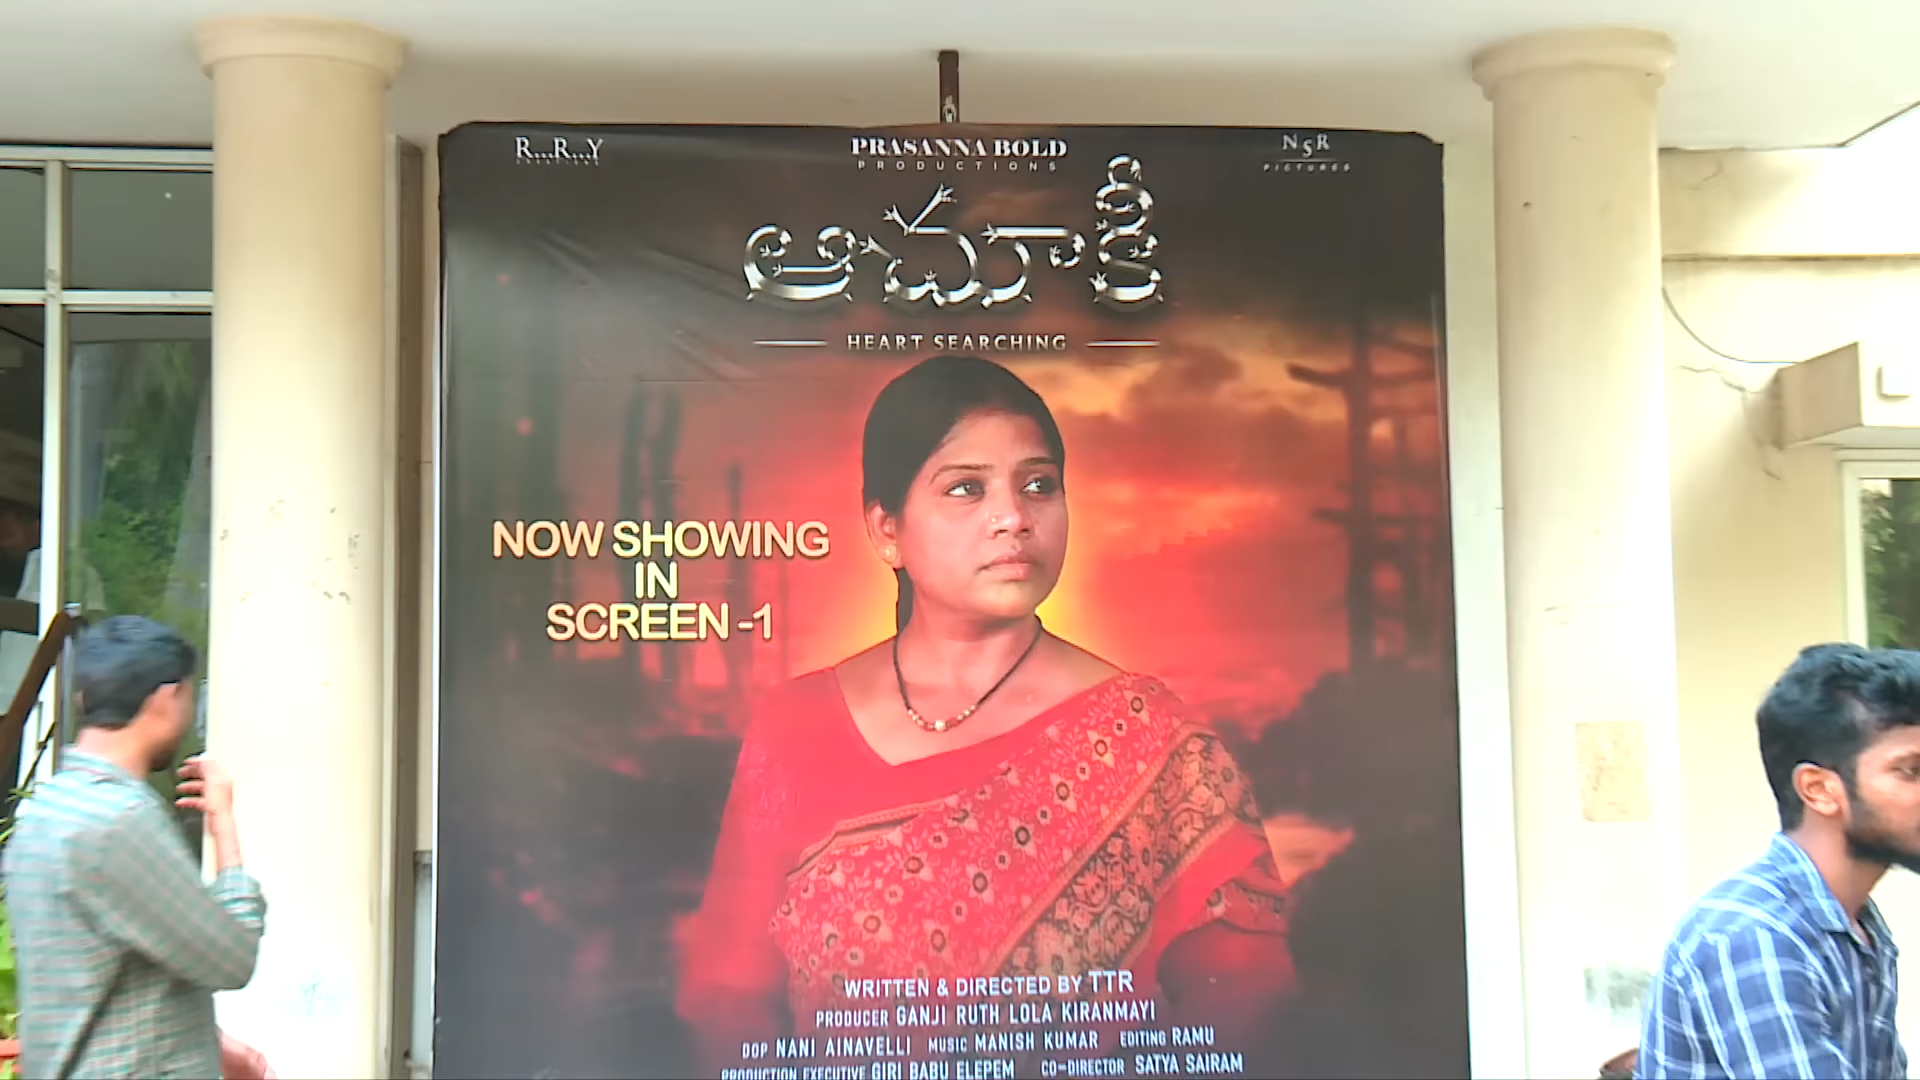 R...R...Y
PRASANNA BOLD
PRODUCTIONS
N5R
PICTURES
ఆమాకీ
HEART SEARCHING
NOW SHOWING
IN
SCREEN -1
WRITTEN & DIRECTED BY TTR
PRODUCER GANJI RUTH LOLA KIRANMAYI
DOP NANI AINAVELLI MUSIC MANISH KUMAR EDITING RAMU
PRODUCTION EXECUTIVE GIRI BABU ELEPEM CO-DIRECTOR SATYA SAIRAM